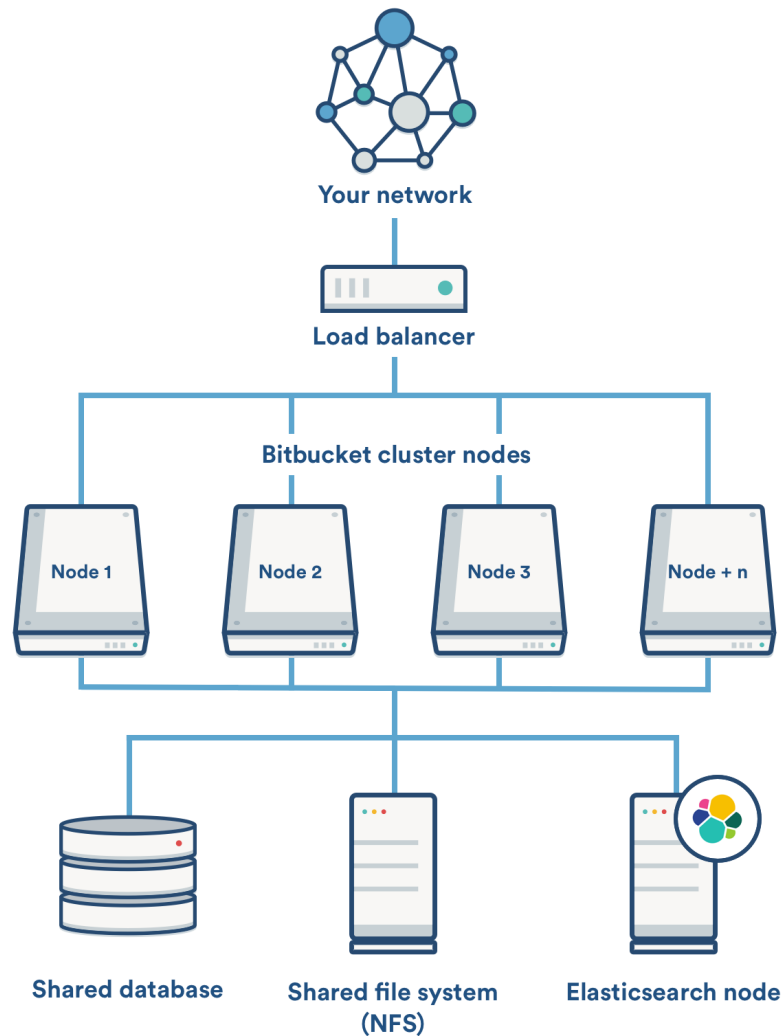 Your network
Load balancer
Bitbucket cluster nodes
Node 1
Node 2
Node 3
Node + n
Shared database
Shared file system
(NFS)
Elasticsearch node